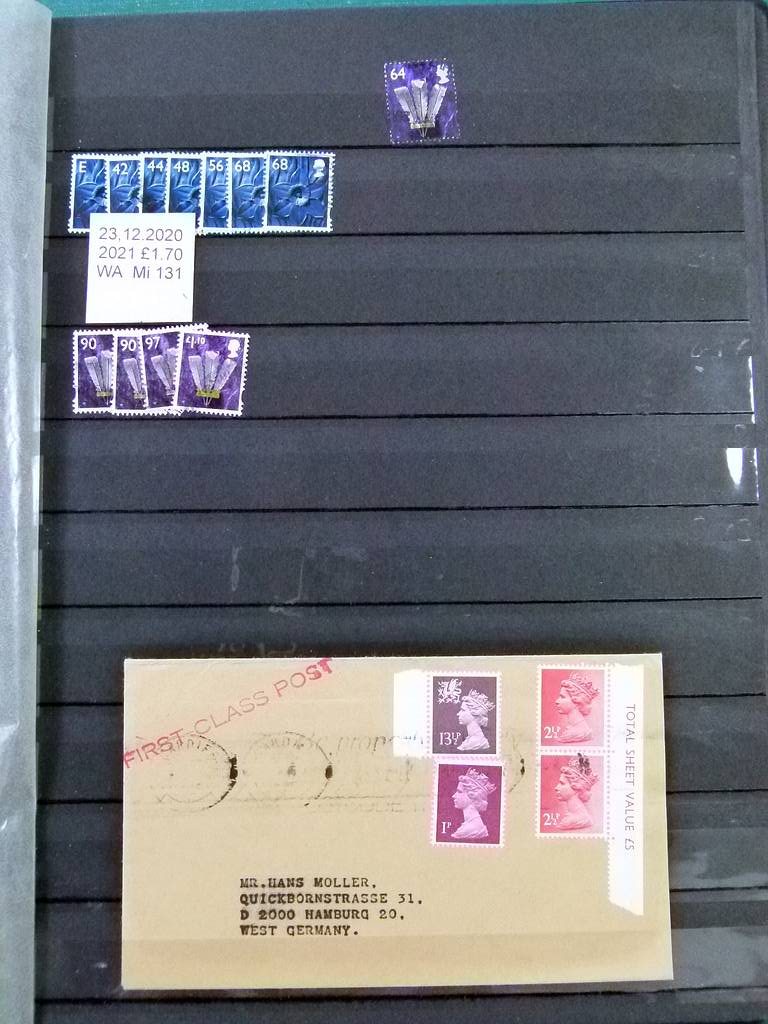 64
E 42 44 48 56 68 68
23,12.2020
2021 £1.70
WA Mi 131
90 90 97 £1.10
FIRST CLASS POST
13½P
2½P
TOTAL SHEET VALUE £5
1P
2½P
MR.HANS MOLLER,
QUICKBORNSTRASSE 31,
D 2000 HAMBURG 20,
WEST GERMANY.